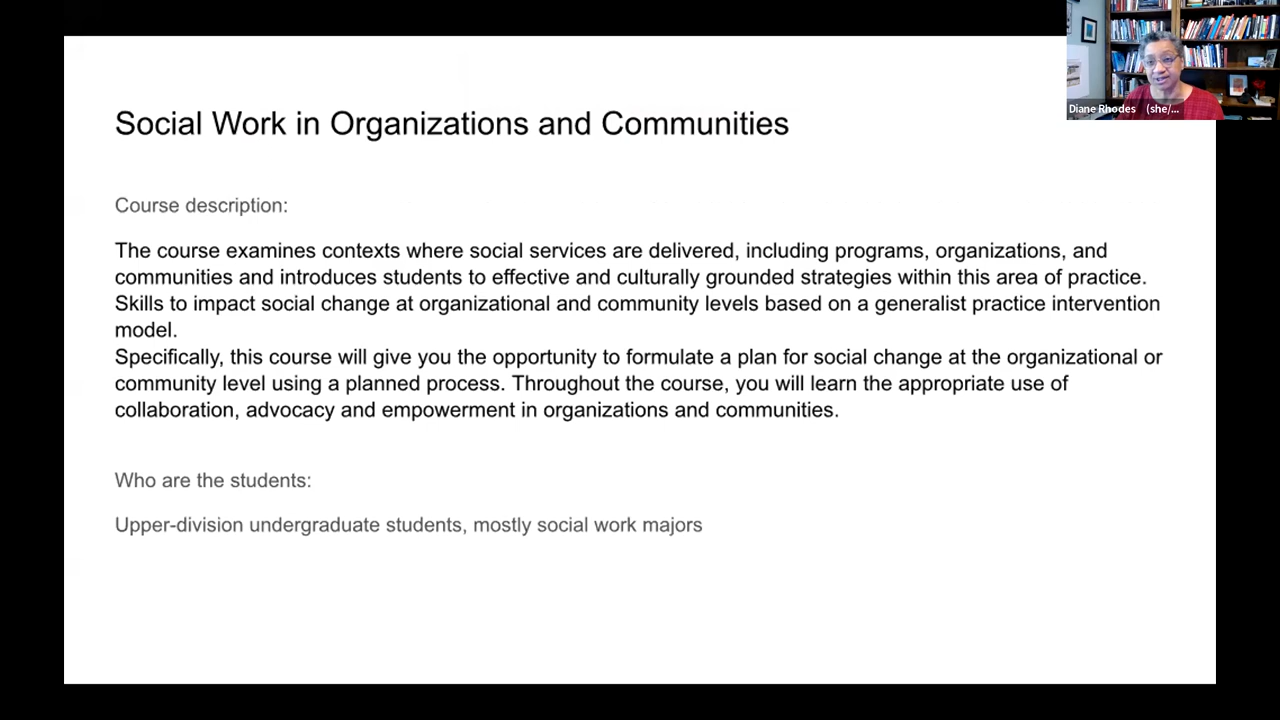 Social Work in Organizations and Communities
Diane Rhodes (she/...
Course description:
The course examines contexts where social services are delivered, including programs, organizations, and
communities and introduces students to effective and culturally grounded strategies within this area of practice.
Skills to impact social change at organizational and community levels based on a generalist practice intervention
model.
Specifically, this course will give you the opportunity to formulate a plan for social change at the organizational or
community level using a planned process. Throughout the course, you will learn the appropriate use of
collaboration, advocacy and empowerment in organizations and communities.
Who are the students:
Upper-division undergraduate students, mostly social work majors